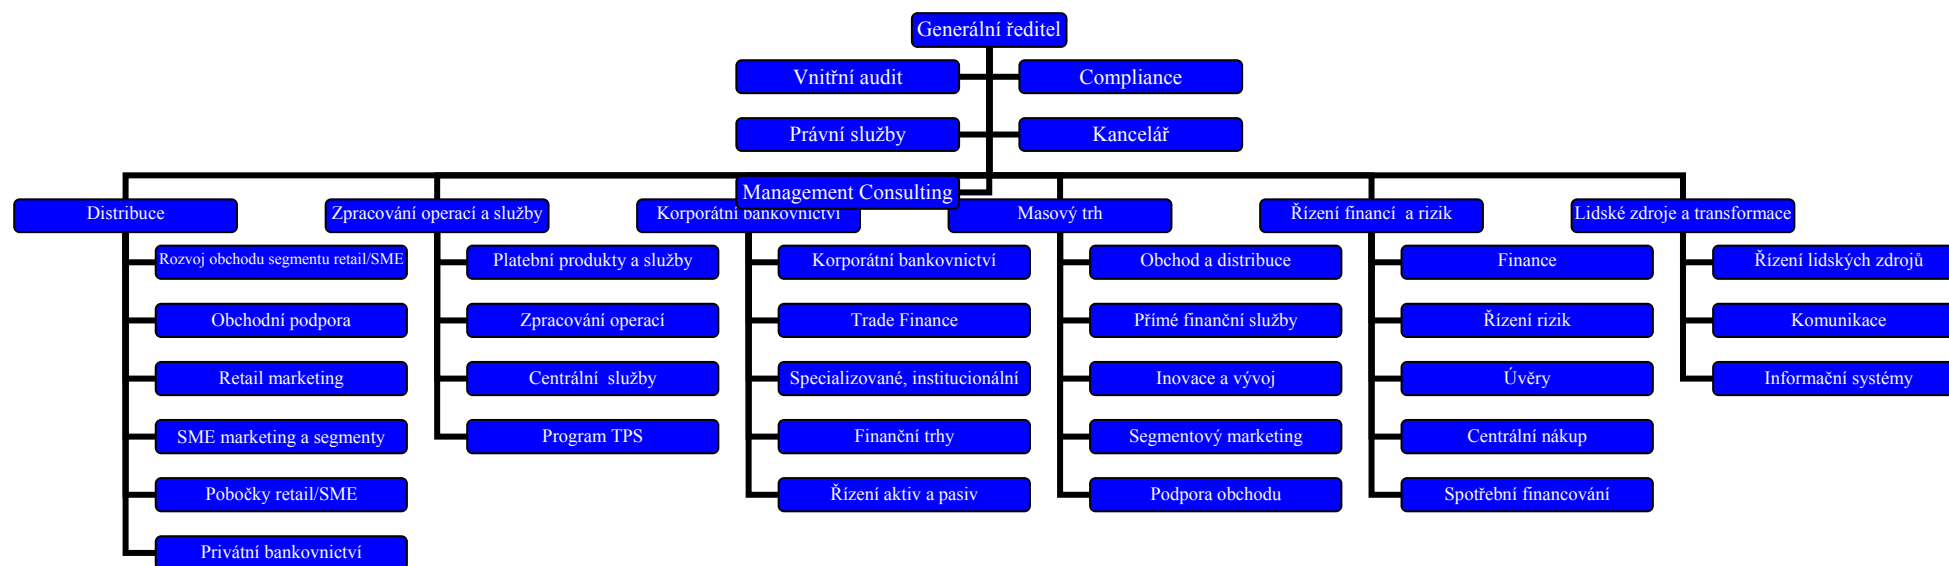 Generální ředitel
Vnitřní audit
Compliance
Právní služby
Kancelář
Management Consulting
Distribuce
Zpracování operací a služby
Korporátní bankovnictví
Masový trh
Řízení financí  a rizik
Lidské zdroje a transformace
Rozvoj obchodu segmentu retail/SME
Platební produkty a služby
Korporátní bankovnictví
Obchod a distribuce
Finance
Řízení lidských zdrojů
Obchodní podpora
Zpracování operací
Trade Finance
Přímé finanční služby
Řízení rizik
Komunikace
Retail marketing
Centrální  služby
Specializované, institucionální
Inovace a vývoj
Úvěry
Informační systémy
SME marketing a segmenty
Program TPS
Finanční trhy
Segmentový marketing
Centrální nákup
Pobočky retail/SME
Řízení aktiv a pasiv
Podpora obchodu
Spotřební financování
Privátní bankovnictví